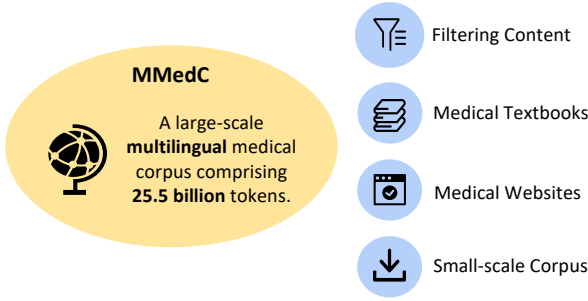 MMedC
A large-scale
multilingual medical
corpus comprising
25.5 billion tokens.
Filtering Content
Medical Textbooks
Medical Websites
Small-scale Corpus